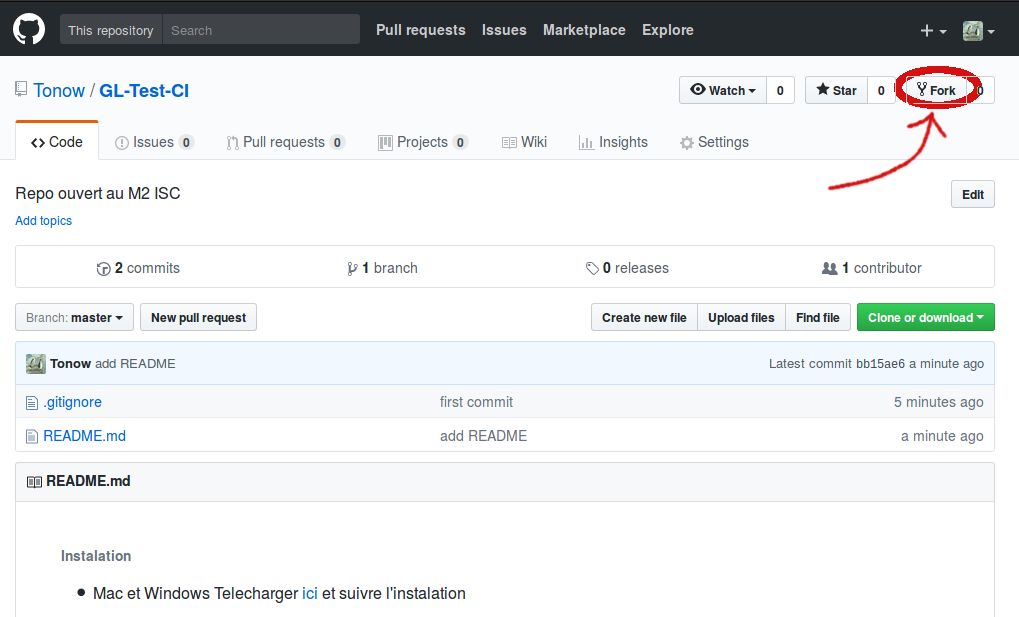 This repository Search Pull requests Issues Marketplace Explore
Tonow / GL-Test-CI Watch 0 Star 0 Fork 0
Code Issues 0 Pull requests 0 Projects 0 Wiki Insights Settings
Repo ouvert au M2 ISC Edit
Add topics
2 commits 1 branch 0 releases 1 contributor
Branch: master New pull request Create new file Upload files Find file Clone or download
Tonow add README Latest commit bb15ae6 a minute ago
.gitignore first commit 5 minutes ago
README.md add README a minute ago
README.md
Instalation
Mac et Windows Telecharger ici et suivre l'instalation